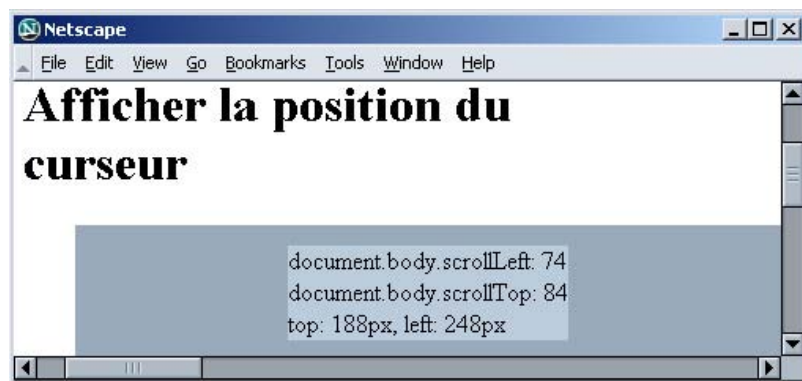 Netscape
File Edit View Go Bookmarks Tools Window Help
Afficher la position du
curseur
document.body.scrollLeft: 74
document.body.scrollTop: 84
top: 188px, left: 248px